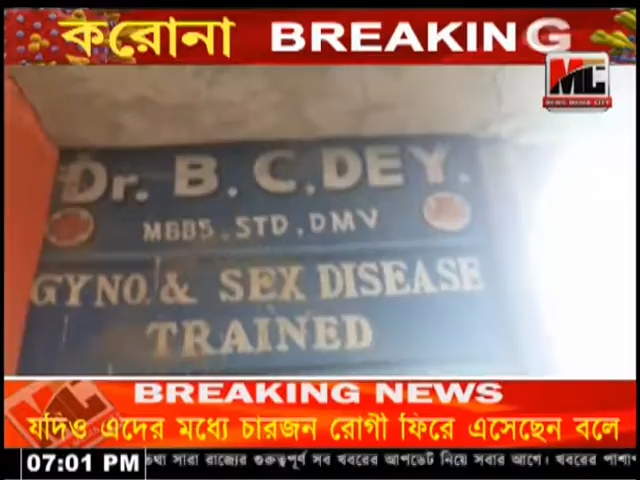 করোনা BREAKING
MC
NEWS MEDIA CITY
Dr. B. C. DEY.
MBBS, STD, DMV
GYNO. & SEX DISEASE
TRAINED
BREAKING NEWS
যদিও এদের মধ্যে চারজন রোগী ফিরে এসেছেন বলে
07:01 PM তথা সারা রাজ্যের গুরুত্বপূর্ণ সব খবরের আপডেট নিয়ে সবার আগে। খবরের পাশাপ